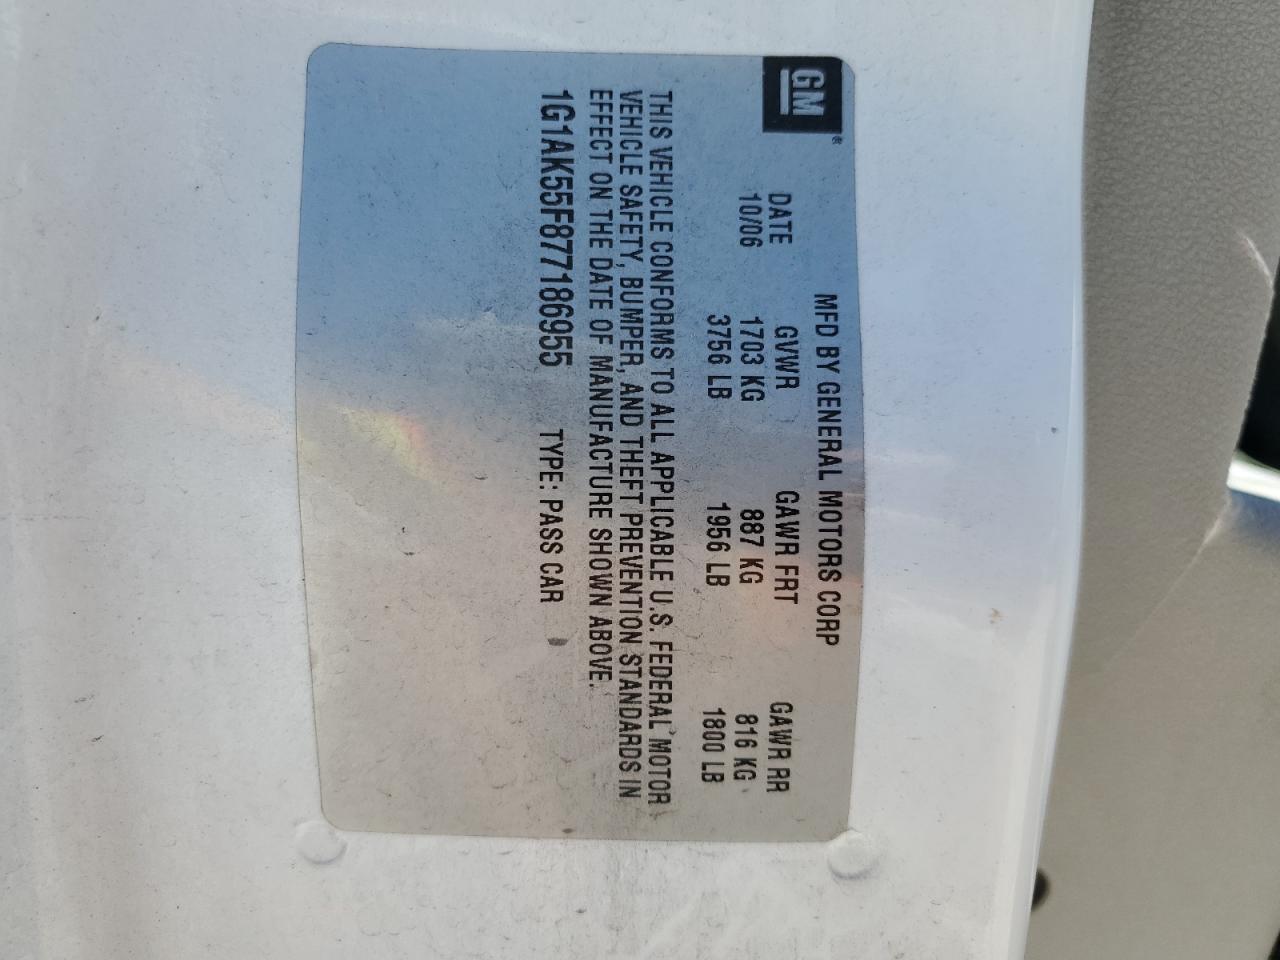 GM®
MFD BY GENERAL MOTORS CORP
DATE GVWR GAWR FRT GAWR RR
10/06 1703 KG 887 KG 816 KG
3756 LB 1956 LB 1800 LB
THIS VEHICLE CONFORMS TO ALL APPLICABLE U.S. FEDERAL MOTOR
VEHICLE SAFETY, BUMPER, AND THEFT PREVENTION STANDARDS IN
EFFECT ON THE DATE OF MANUFACTURE SHOWN ABOVE.
1G1AK55F877186955 TYPE: PASS CAR